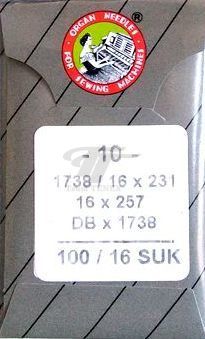 ORGAN NEEDLES
FOR SEWING MACHINES
®
10 -
1738 / 16 x 231
16 x 257
DB x 1738
100 / 16 SUK